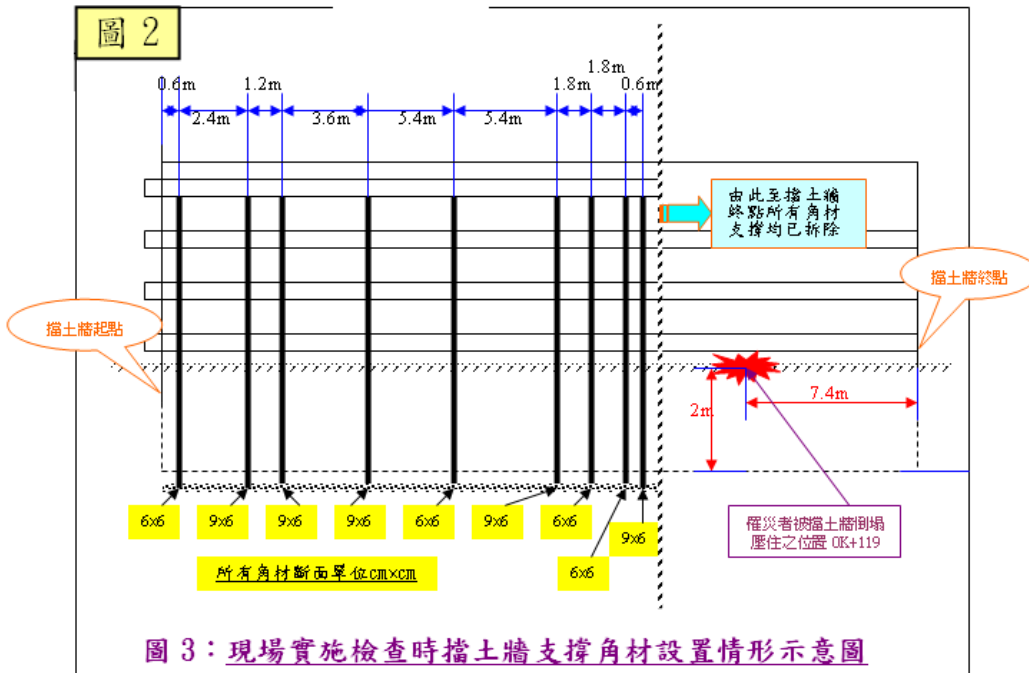 圖 2
1.8m
0.6m
1.2m
1.8m
0.6m
2.4m
3.6m
5.4m
5.4m
由此至擋土牆
終點所有角材
支撐均已拆除
擋土牆終點
擋土牆起點
7.4m
2m
6x6
9x6
9x6
9x6
6x6
9x6
6x6
6x6
9x6
罹災者被擋土牆倒塌
壓住之位置 0K+119
所有角材斷面單位cm×cm
圖 3：現場實施檢查時擋土牆支撐角材設置情形示意圖